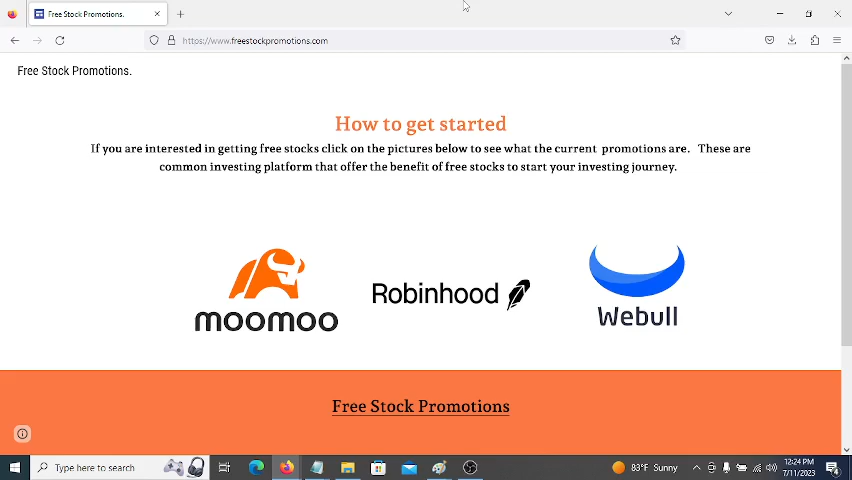 Free Stock Promotions.
https://www.freestockpromotions.com
Free Stock Promotions.
How to get started
If you are interested in getting free stocks click on the pictures below to see what the current promotions are. These are
common investing platform that offer the benefit of free stocks to start your investing journey.
moomoo
Robinhood
Webull
Free Stock Promotions
Type here to search
83°F Sunny
12:24 PM
7/11/2023
4